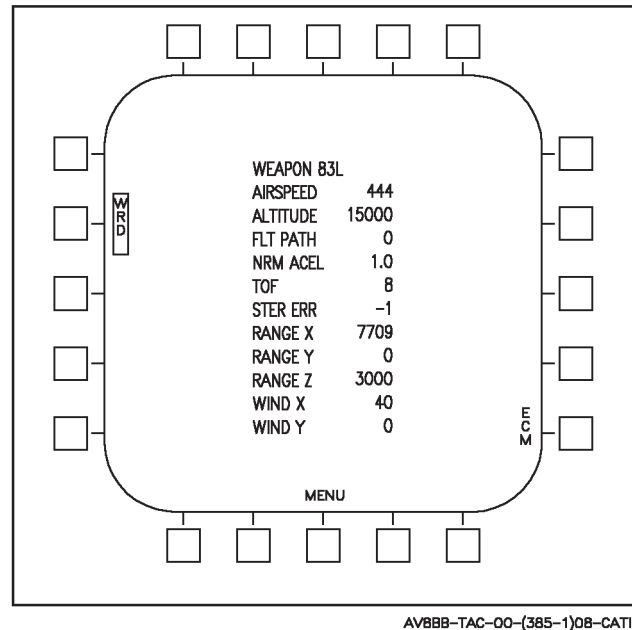 WEAPON 83L
AIRSPEED 444
WRD
ALTITUDE 15000
FLT PATH 0
NRM ACEL 1.0
TOF 8
STER ERR -1
RANGE X 7709
RANGE Y 0
RANGE Z 3000
WIND X 40
WIND Y 0
ECM
MENU
AV8BB-TAC-00-(385-1)08-CATI